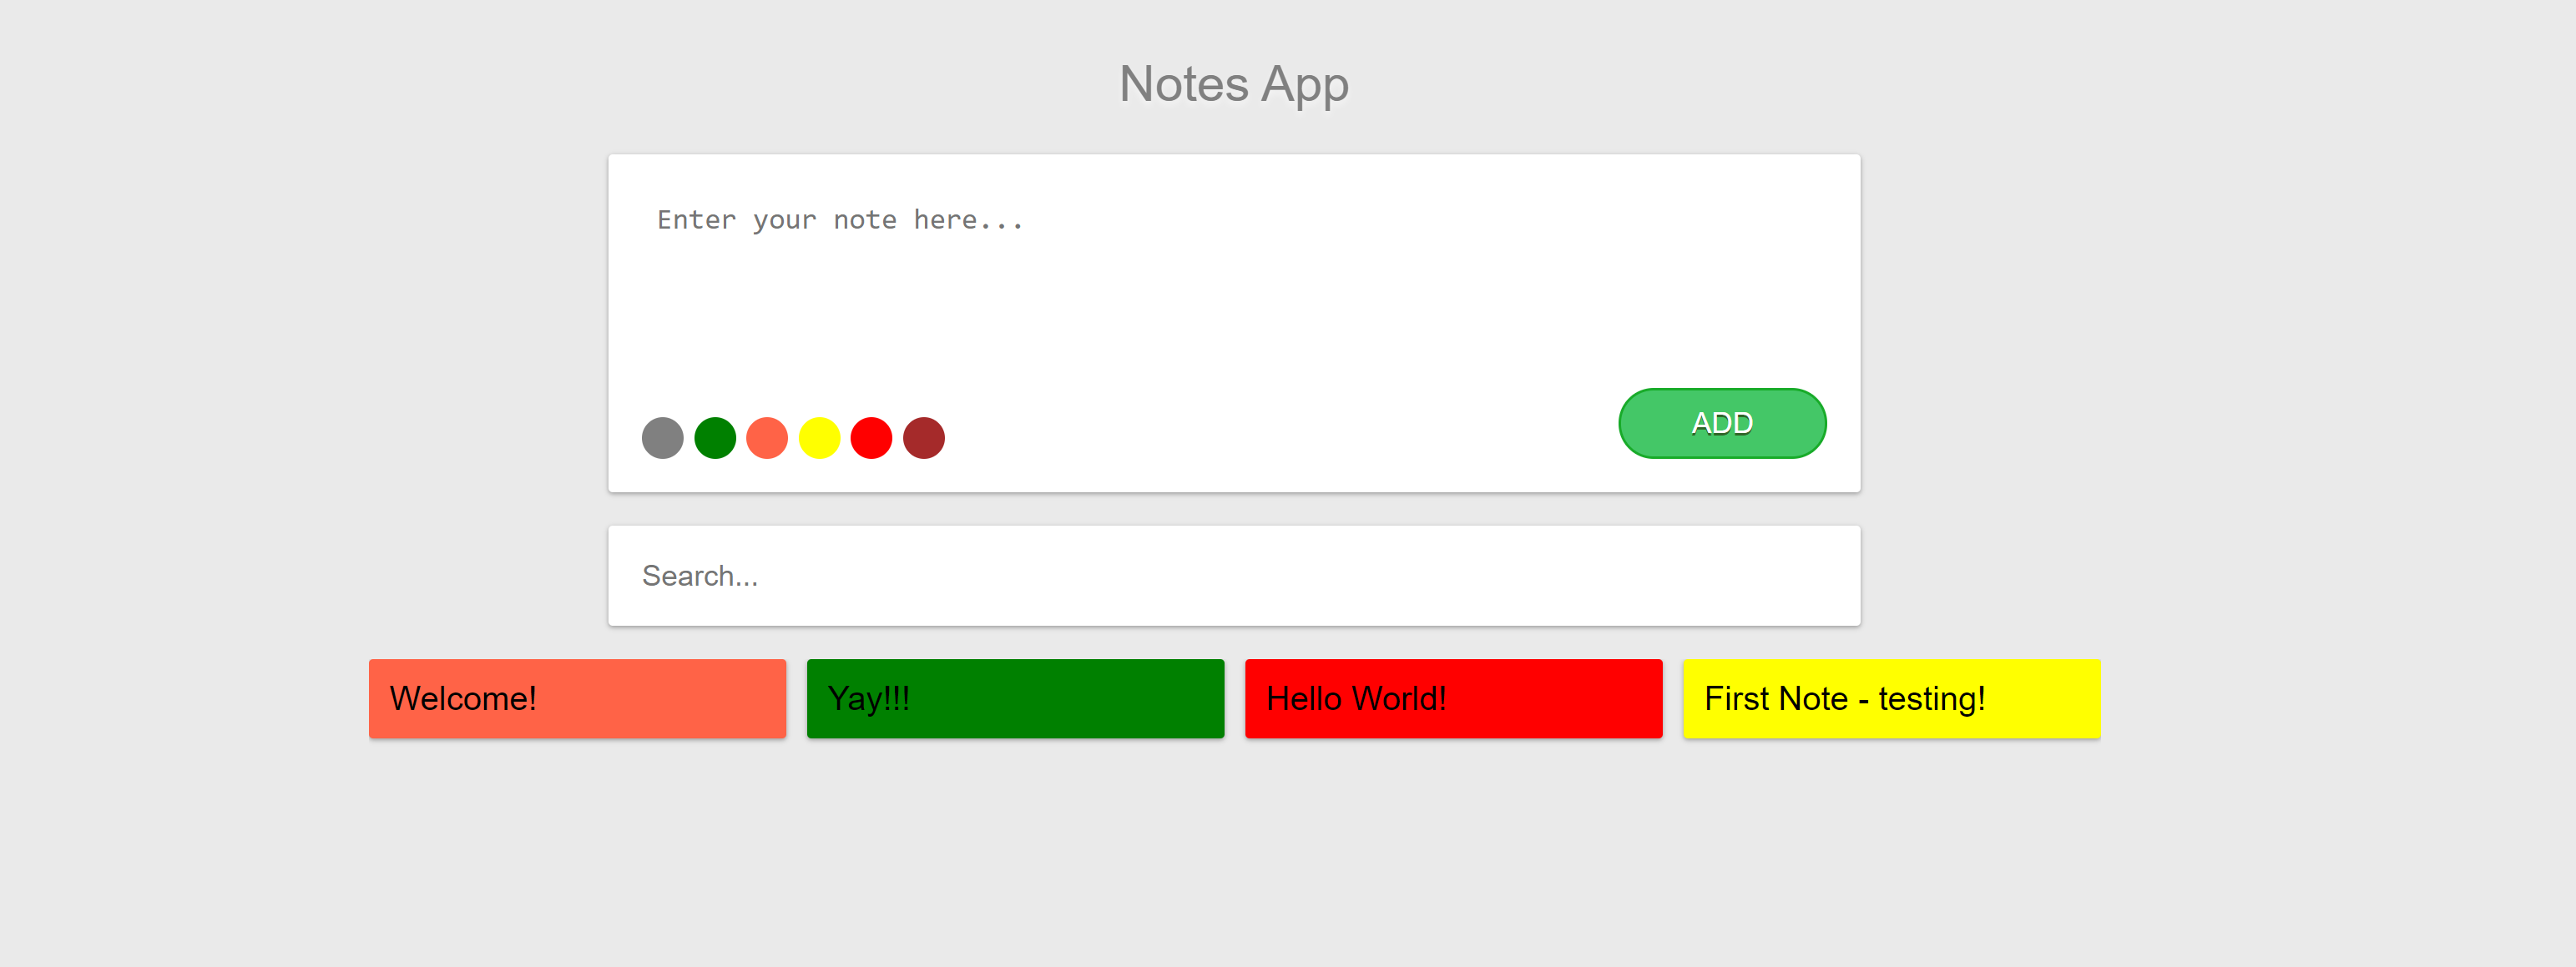 Notes App
Enter your note here...
ADD
Search...
Welcome!
Yay!!!
Hello World!
First Note - testing!